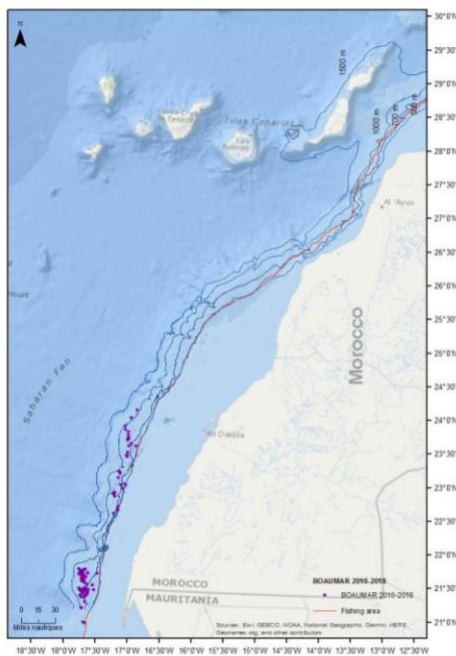 N
1500 m
1000 m
Santa Cruz de Tenerife
Islas Canarias
Las Palmas
Al 'Ayun
Morocco
Saharan Fan
Ad Dakhla
MOROCCO
MAURITANIA
BOAUMAR 2016-2018
BOAUMAR 2016-2018
Fishing area
0 15 30
Miles nautiques
Sources: Esri, GEBCO, NOAA, National Geographic, Garmin, HERE,
Geonames.org, and other contributors
30°0'N
29°30'N
29°0'N
28°30'N
28°0'N
27°30'N
27°0'N
26°30'N
26°0'N
25°30'N
25°0'N
24°30'N
24°0'N
23°30'N
23°0'N
22°30'N
22°0'N
21°30'N
21°0'N
18°30'W 18°0'W 17°30'W 17°0'W 16°30'W 16°0'W 15°30'W 15°0'W 14°30'W 14°0'W 13°30'W 13°0'W 12°30'W